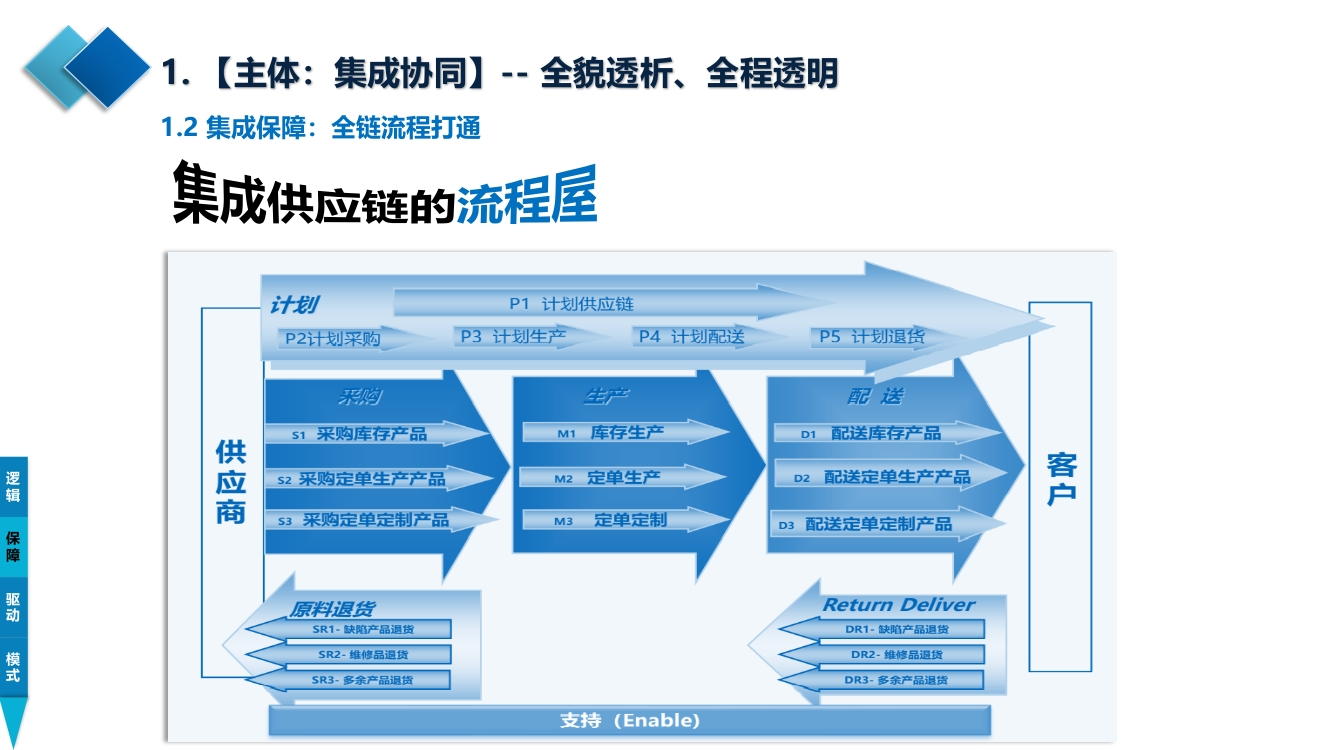 1. 【主体：集成协同】-- 全貌透析、全程透明
1.2 集成保障：全链流程打通
集成供应链的流程屋
计划
P1 计划供应链
P2计划采购
P3 计划生产
P4 计划配送
P5 计划退货
供应商
采购
S1 采购库存产品
S2 采购定单生产产品
S3 采购定单定制产品
生产
M1 库存生产
M2 定单生产
M3 定单定制
配 送
D1 配送库存产品
D2 配送定单生产产品
D3 配送定单定制产品
客户
原料退货
SR1- 缺陷产品退货
SR2- 维修品退货
SR3- 多余产品退货
Return Deliver
DR1- 缺陷产品退货
DR2- 维修品退货
DR3- 多余产品退货
支持（Enable）
逻辑
保障
驱动
模式